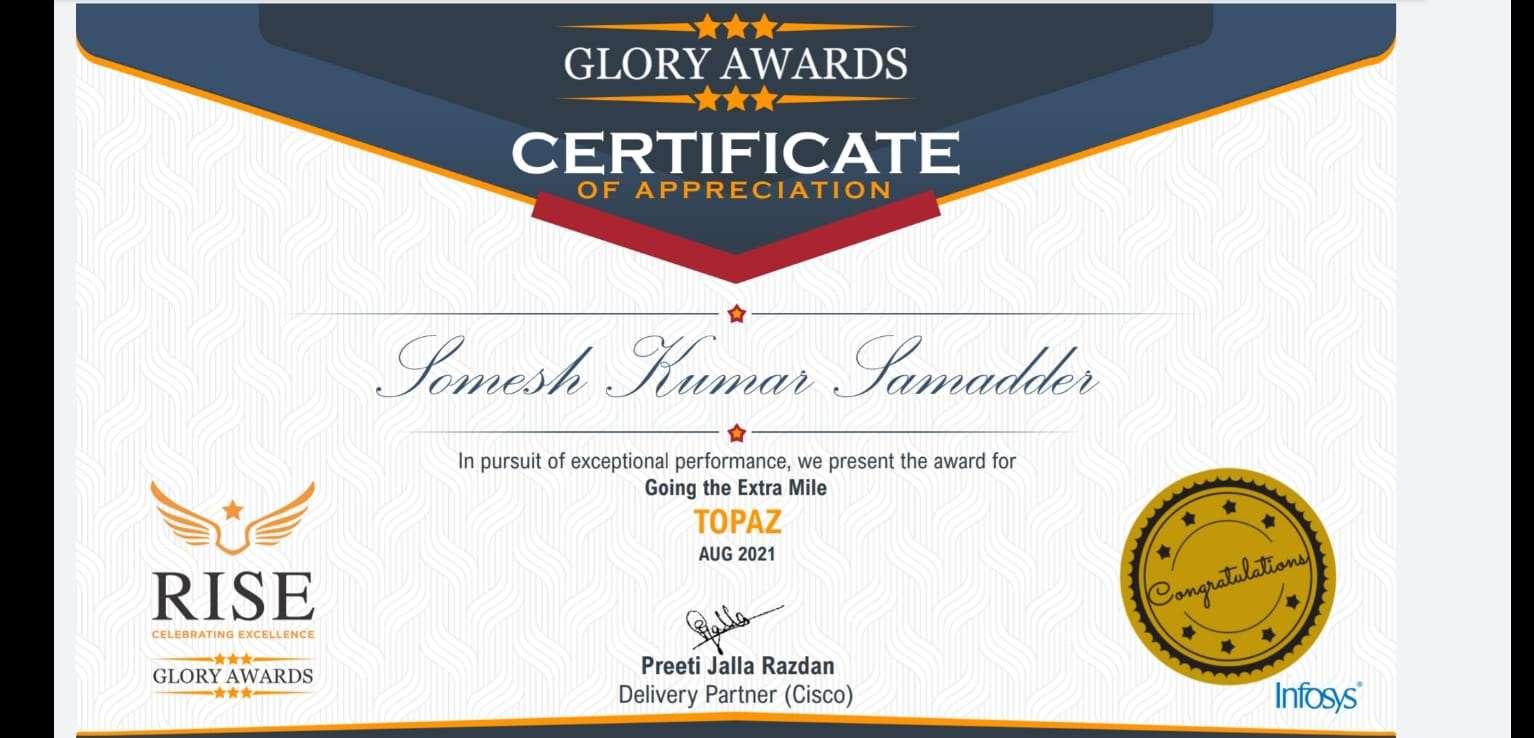 GLORY AWARDS
CERTIFICATE
OF APPRECIATION
Somesh Kumar Samadder
In pursuit of exceptional performance, we present the award for
Going the Extra Mile
TOPAZ
AUG 2021
Preeti Jalla Razdan
Delivery Partner (Cisco)
RISE
CELEBRATING EXCELLENCE
GLORY AWARDS
Congratulations
Infosys®